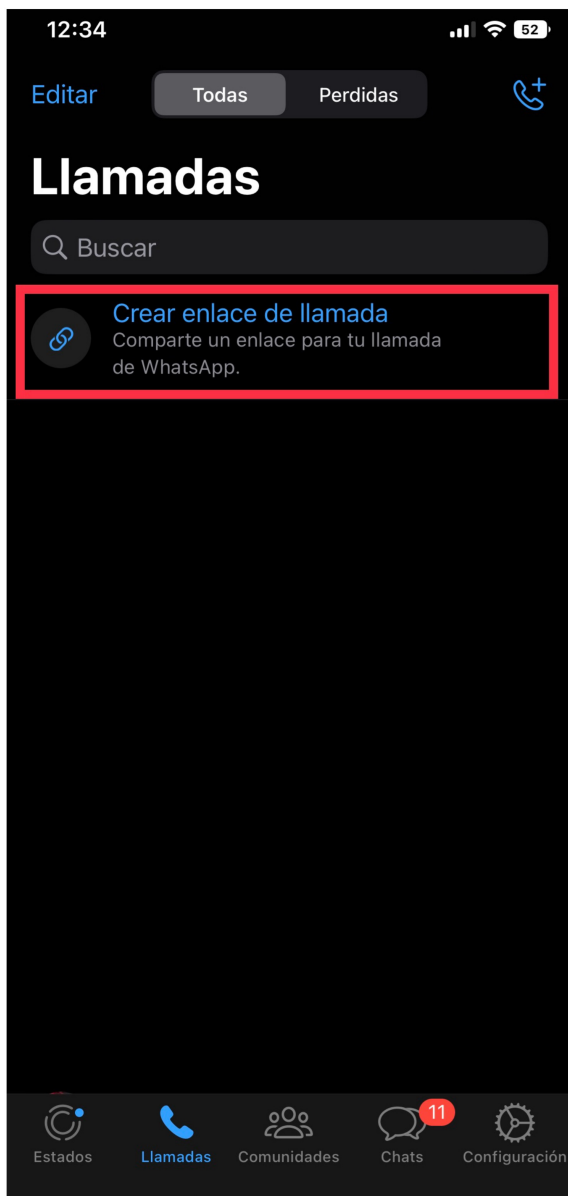 12:34
52
Editar
Todas
Perdidas
Llamadas
Buscar
Crear enlace de llamada
Comparte un enlace para tu llamada
de WhatsApp.
11
Estados
Llamadas
Comunidades
Chats
Configuración